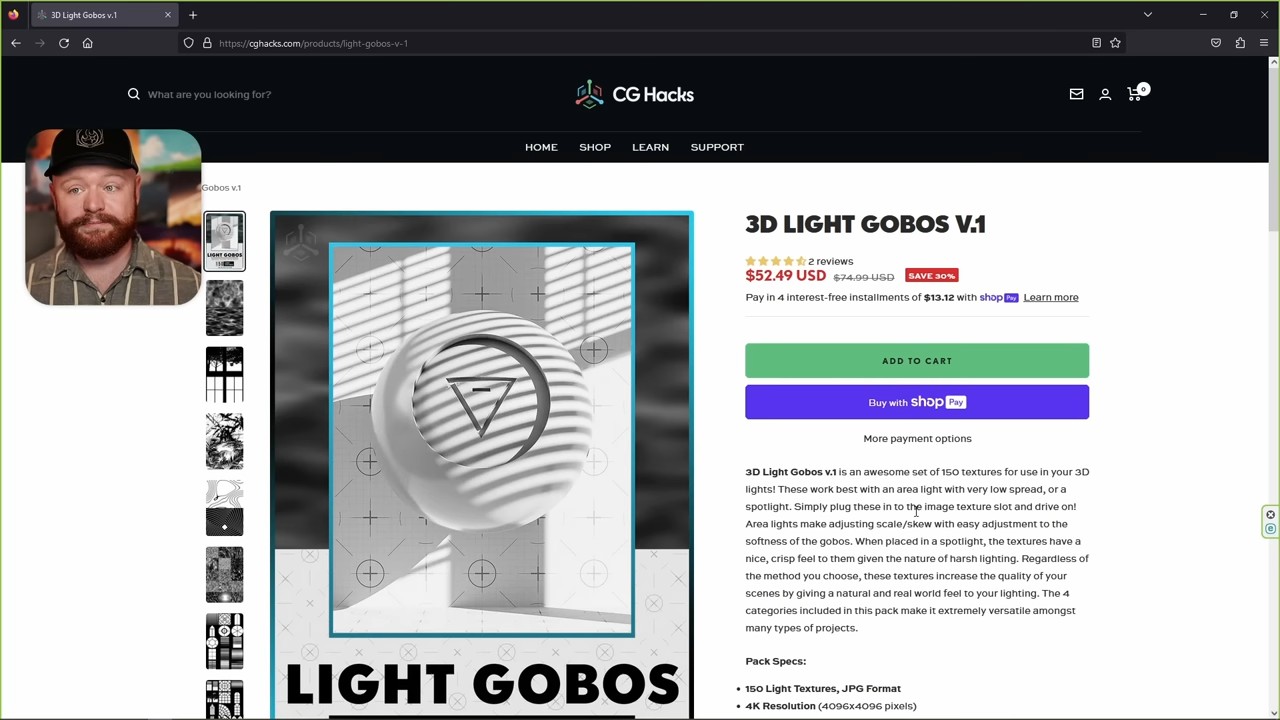 3D Light Gobos v.1
https://cghacks.com/products/light-gobos-v-1
What are you looking for?
CG Hacks
0
HOME
SHOP
LEARN
SUPPORT
Gobos v.1
3D LIGHT GOBOS V.1
2 reviews
$52.49 USD $74.99 USD SAVE 30%
Pay in 4 interest-free installments of $13.12 with shop Pay Learn more
ADD TO CART
Buy with shop Pay
More payment options
3D Light Gobos v.1 is an awesome set of 150 textures for use in your 3D
lights! These work best with an area light with very low spread, or a
spotlight. Simply plug these in to the image texture slot and drive on!
Area lights make adjusting scale/skew with easy adjustment to the
softness of the gobos. When placed in a spotlight, the textures have a
nice, crisp feel to them given the nature of harsh lighting. Regardless of
the method you choose, these textures increase the quality of your
scenes by giving a natural and real world feel to your lighting. The 4
categories included in this pack make it extremely versatile amongst
many types of projects.
Pack Specs:
• 150 Light Textures, JPG Format
• 4K Resolution (4096x4096 pixels)
LIGHT GOBOS
LIGHT GOBOS